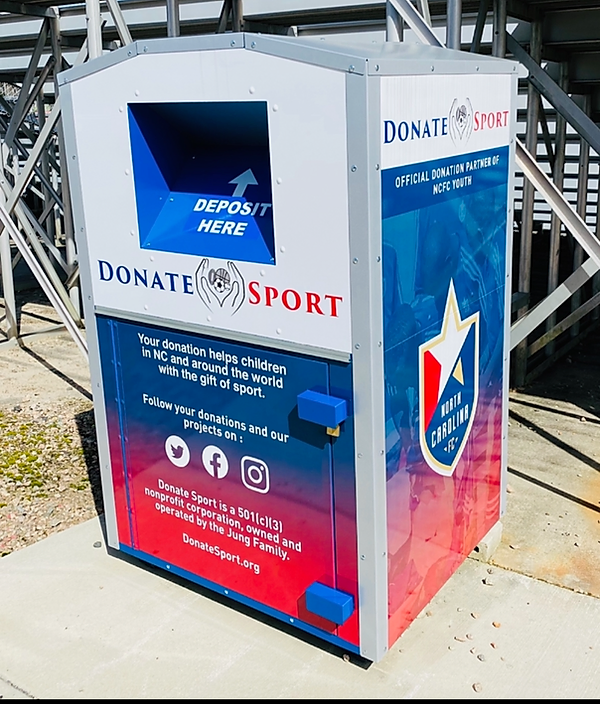 DEPOSIT
HERE
DONATE SPORT
Your donation helps children
in NC and around the world
with the gift of sport.
Follow your donations and our
projects on :
Donate Sport is a 501(c)(3)
nonprofit corporation, owned and
operated by the Jung Family.
DonateSport.org
DONATE SPORT
OFFICIAL DONATION PARTNER OF
NCFC YOUTH
NORTH
CAROLINA
FC